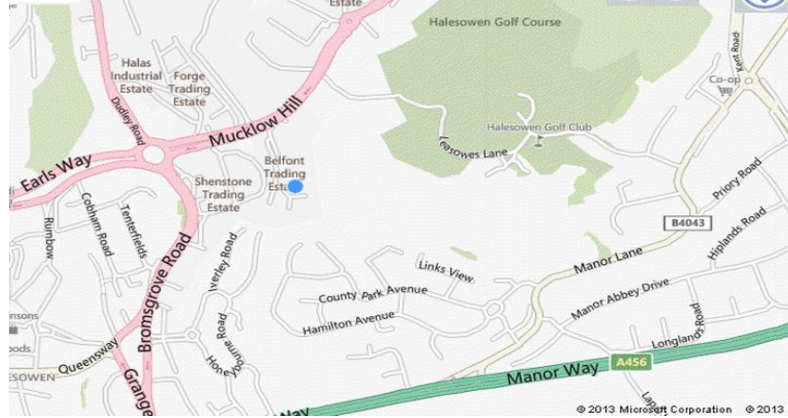 Estate
Halesowen Golf Course
Kent Road
Halas
Industrial
Estate
Forge
Trading
Estate
Co-op
Dudley Road
Mucklow Hill
Halesowen Golf Club
Leasowes Lane
Earls Way
Belfont
Trading
Shenstone
Trading
Estate
Priory Road
B4043
Rumbow
Cobham Road
Tenterfields
Bromsgrove Road
Hiplands Road
Manor Lane
Links View
County Park Avenue
Manor Abbey Drive
Hamilton Avenue
Longlands Road
Queensway
Grange
Manor Way
A456
Way
© 2013 Microsoft Corporation
© 2013